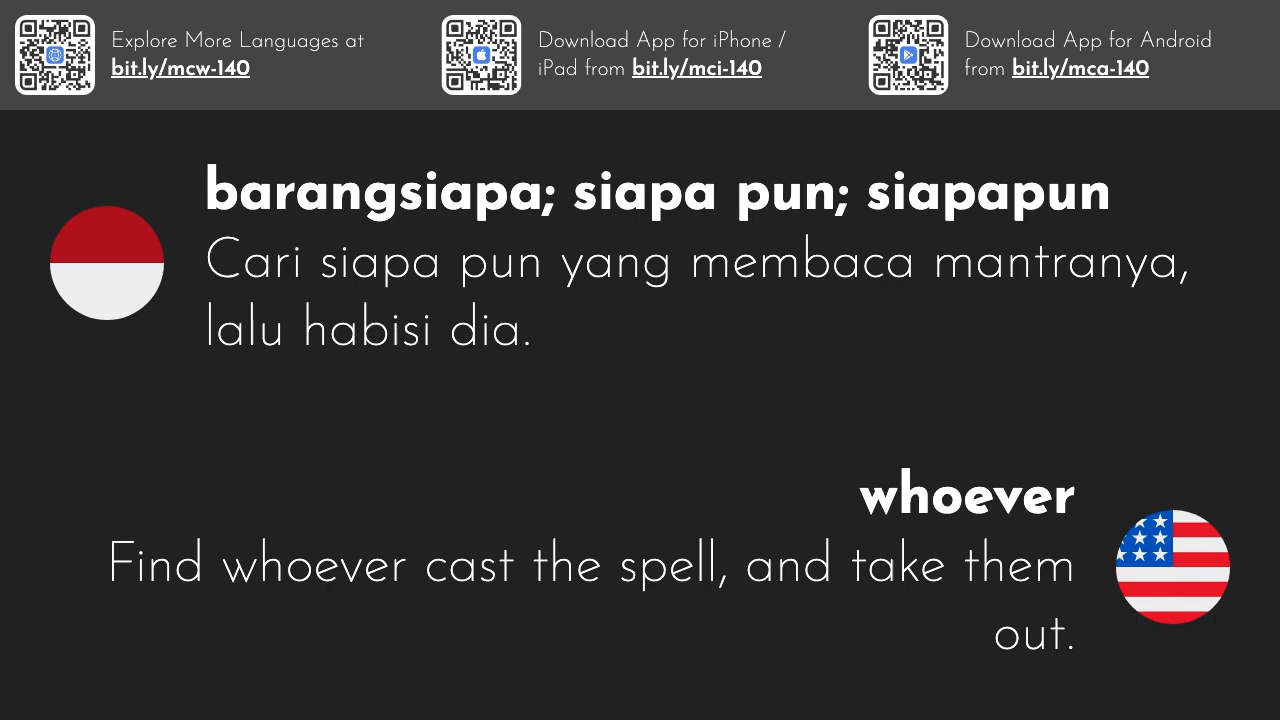 Explore More Languages at
bit.ly/mcw-140
Download App for iPhone /
iPad from bit.ly/mci-140
Download App for Android
from bit.ly/mca-140
barangsiapa; siapa pun; siapapun
Cari siapa pun yang membaca mantranya,
lalu habisi dia.
whoever
Find whoever cast the spell, and take them
out.